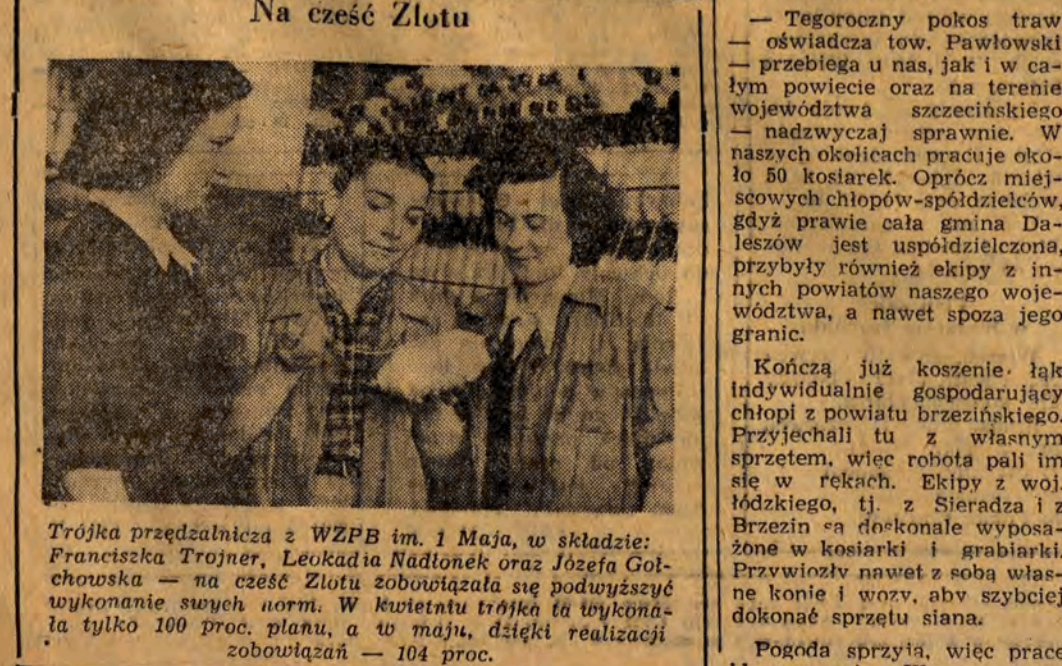 Na cześć Zlotu
Trójka przędzalnicza z WZPB im. 1 Maja, w składzie:
Franciszka Trojner, Leokadia Nadłonek oraz Józefa Goł-
chowska — na cześć Zlotu zobowiązała się podwyższyć
wykonanie swych norm. W kwietniu trójka ta wykona-
ła tylko 100 proc. planu, a w maju, dzięki realizacji
zobowiązań — 104 proc.
— Tegoroczny pokos traw
— oświadcza tow. Pawłowski
— przebiega u nas, jak i w ca-
łym powiecie oraz na terenie
województwa szczecińskiego
— nadzwyczaj sprawnie. W
naszych okolicach pracuje oko-
ło 50 kosiarek. Oprócz miej-
scowych chłopów-spółdzielców,
gdyż prawie cała gmina Da-
leszów jest uspółdzielczona,
przybyły również ekipy z in-
nych powiatów naszego woje-
wództwa, a nawet spoza jego
granic.
Kończą już koszenie łąk
indywidualnie gospodarujący
chłopi z powiatu brzezińskiego.
Przyjechali tu z własnym
sprzętem, więc robota pali im
się w rękach. Ekipy z woj.
łódzkiego, tj. z Sieradza i z
Brzezin są doskonale wyposa-
żone w kosiarki i grabiarki.
Przywiozły nawet z sobą włas-
ne konie i wozy, aby szybciej
dokonać sprzętu siana.
Pogoda sprzyja, więc prace